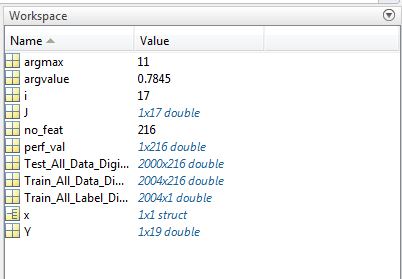 Workspace
Name Value
argmax 11
argvalue 0.7845
i 17
J 1x17 double
no_feat 216
perf_val 1x216 double
Test_All_Data_Digi... 2000x216 double
Train_All_Data_Di... 2004x216 double
Train_All_Label_Di... 2004x1 double
x 1x1 struct
Y 1x19 double